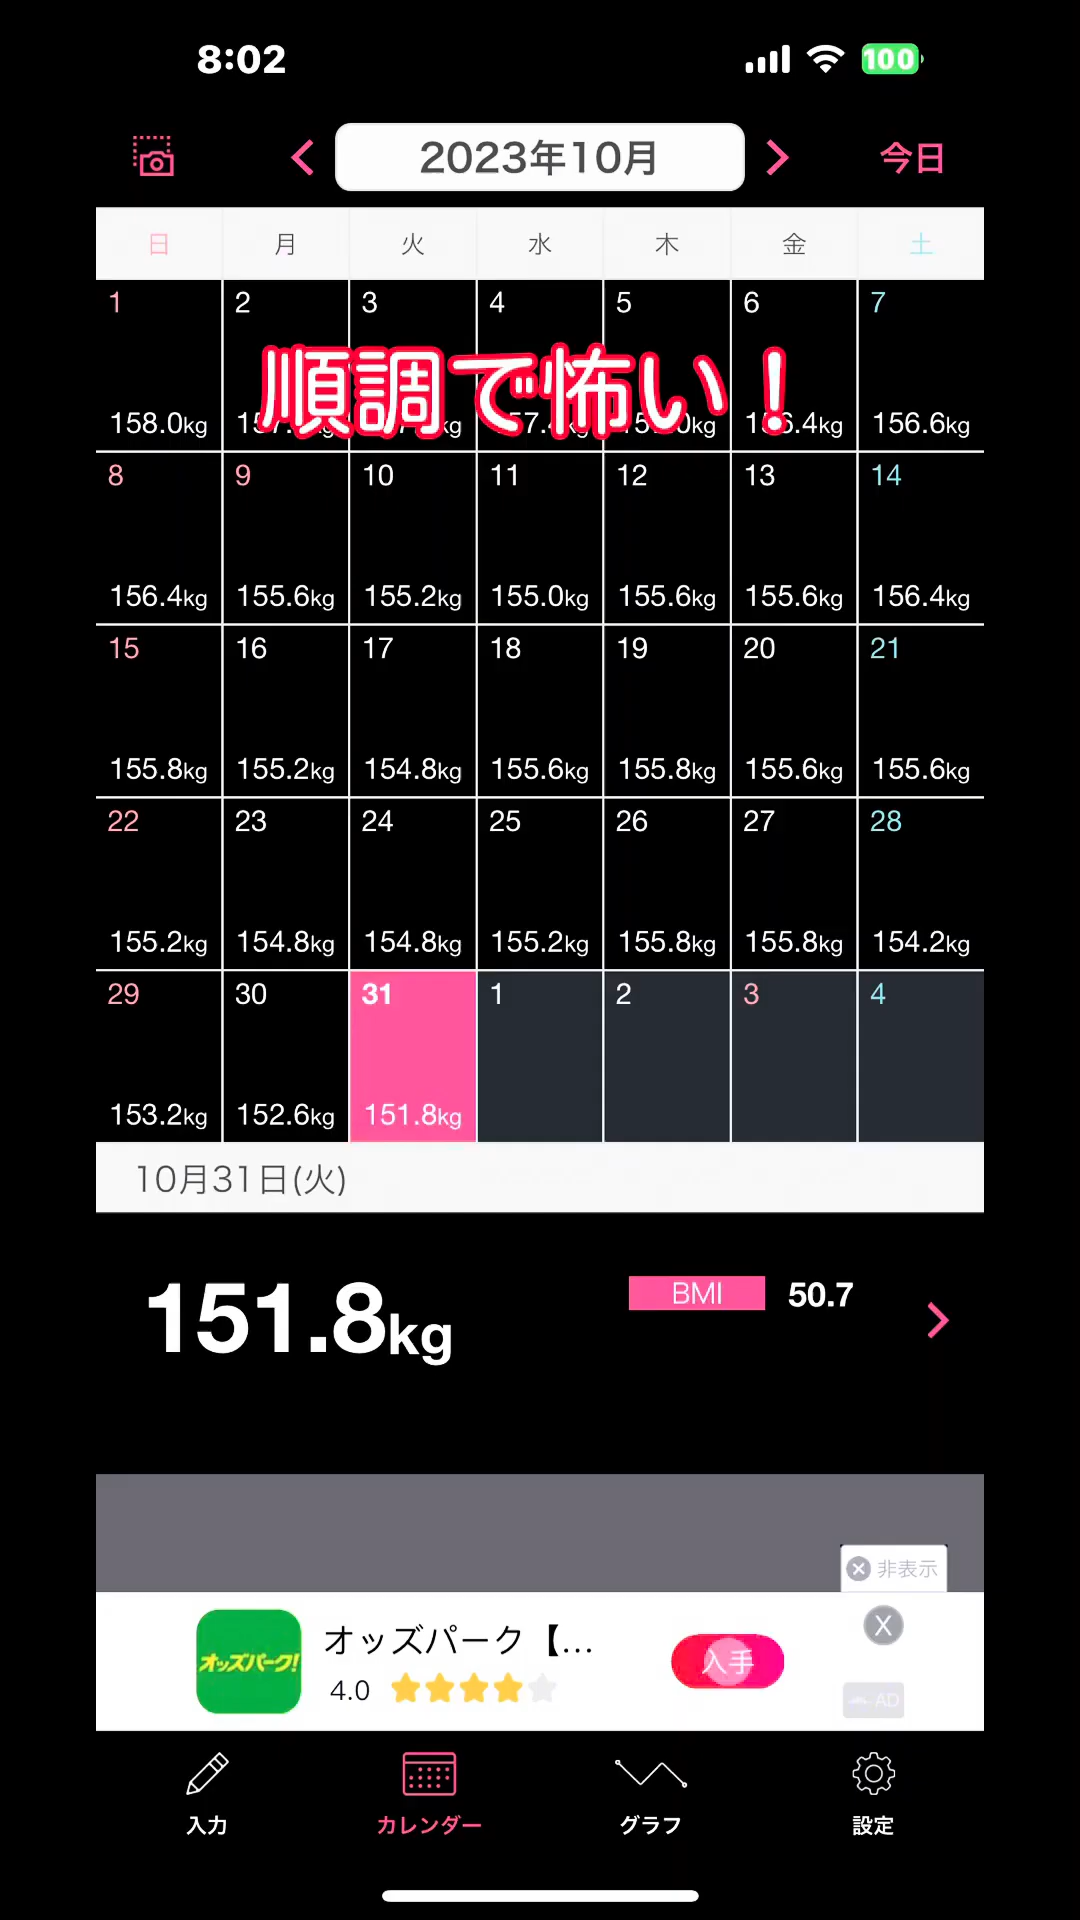 8:02
100
2023年10月
今日
日 月 火 水 木 金 土
1 2 3 4 5 6 7
順調で怖い！
158.0kg 156.6kg
8 9 10 11 12 13 14
156.4kg 155.6kg 155.2kg 155.0kg 155.6kg 155.6kg 156.4kg
15 16 17 18 19 20 21
155.8kg 155.2kg 154.8kg 155.6kg 155.8kg 155.6kg 155.6kg
22 23 24 25 26 27 28
155.2kg 154.8kg 154.8kg 155.2kg 155.8kg 155.8kg 154.2kg
29 30 31 1 2 3 4
153.2kg 152.6kg 151.8kg
10月31日(火)
151.8kg
BMI 50.7
非表示
オッズパーク!
オッズパーク【...
4.0
入手
X
AD
入力 カレンダー グラフ 設定